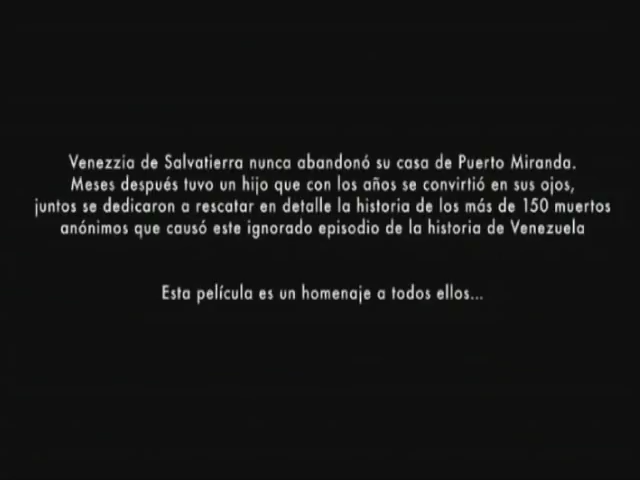 Venezzia de Salvatierra nunca abandonó su casa de Puerto Miranda.
Meses después tuvo un hijo que con los años se convirtió en sus ojos,
juntos se dedicaron a rescatar en detalle la historia de los más de 150 muertos
anónimos que causó este ignorado episodio de la historia de Venezuela
Esta película es un homenaje a todos ellos...